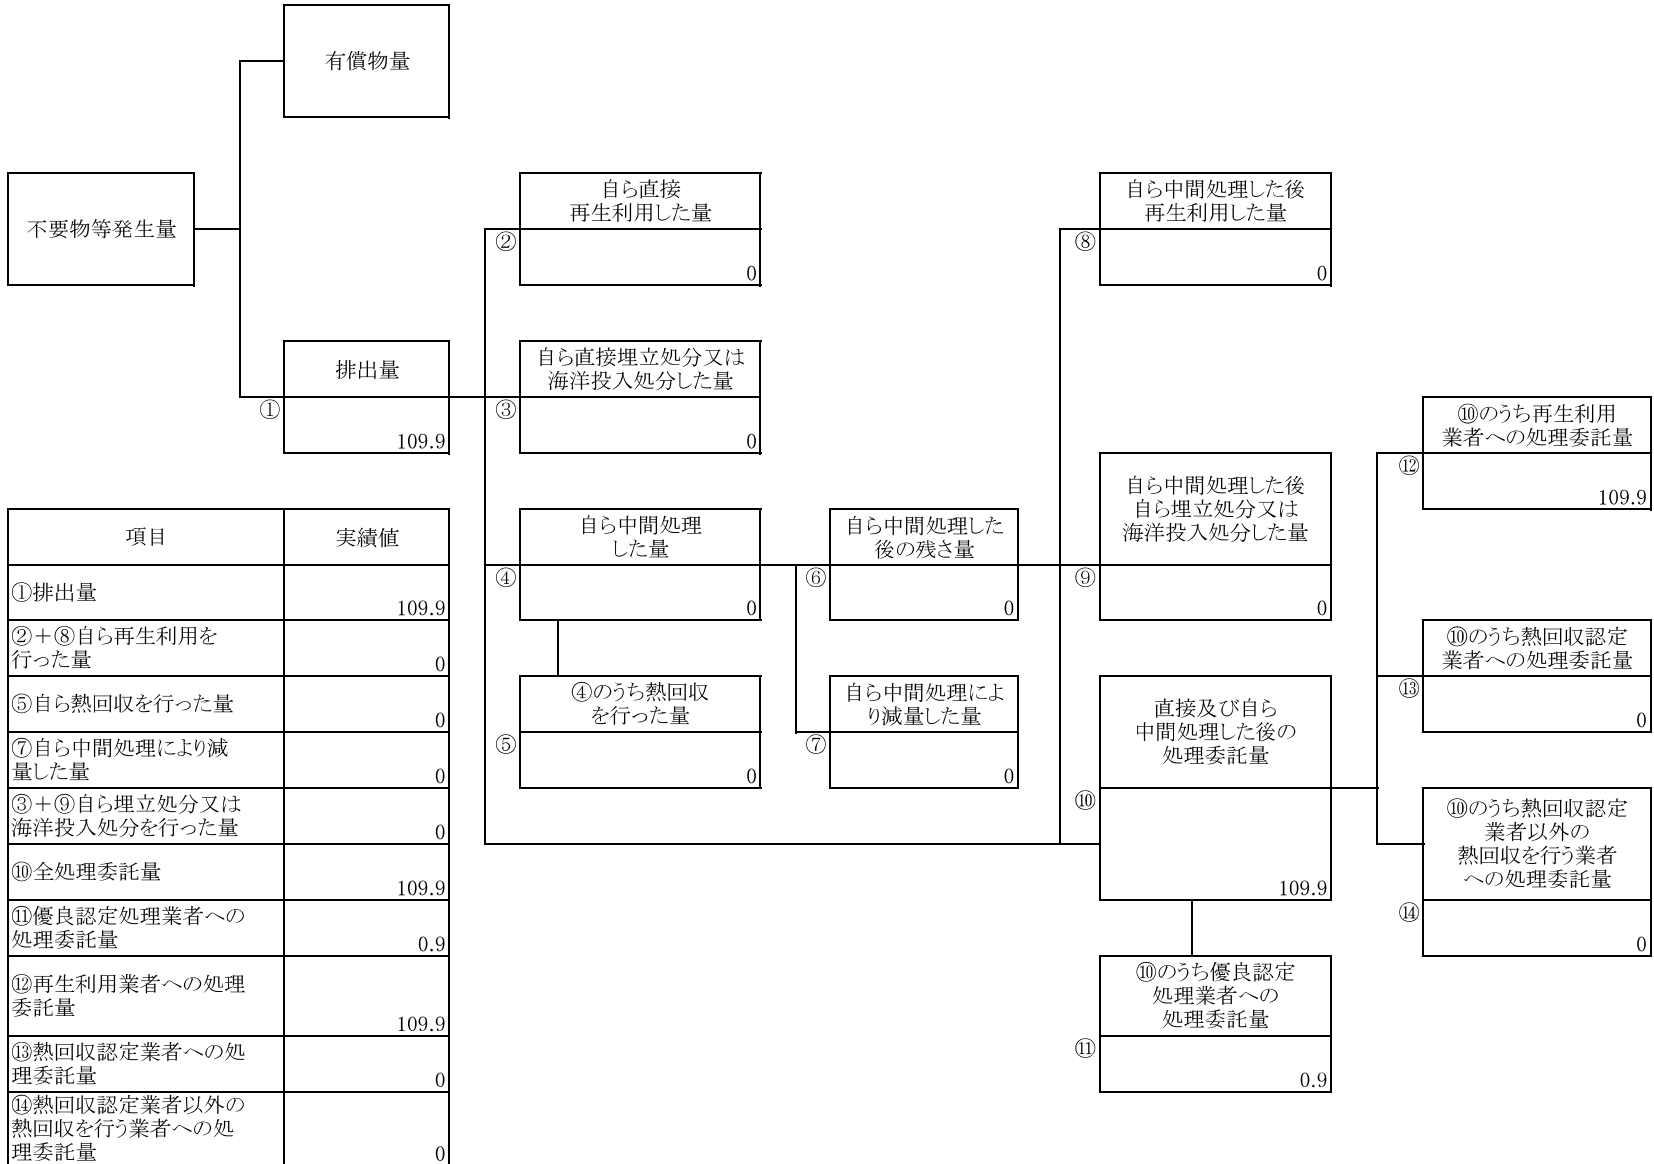 有償物量
不要物等発生量
自ら直接
再生利用した量
②
0
自ら中間処理した後
再生利用した量
⑧
0
排出量
①
109.9
自ら直接埋立処分又は
海洋投入処分した量
③
0
⑩のうち再生利用
業者への処理委託量
⑫
109.9
自ら中間処理
した量
④
0
自ら中間処理した
後の残さ量
⑥
0
自ら中間処理した後
自ら埋立処分又は
海洋投入処分した量
⑨
0
⑩のうち熱回収認定
業者への処理委託量
⑬
0
④のうち熱回収
を行った量
⑤
0
自ら中間処理によ
り減量した量
⑦
0
直接及び自ら
中間処理した後の
処理委託量
⑩
109.9
⑩のうち熱回収認定
業者以外の
熱回収を行う業者
への処理委託量
⑭
0
⑩のうち優良認定
処理業者への
処理委託量
⑪
0.9
項目
実績値
①排出量
109.9
②+⑧自ら再生利用を
行った量
0
⑤自ら熱回収を行った量
0
⑦自ら中間処理により減
量した量
0
③+⑨自ら埋立処分又は
海洋投入処分を行った量
0
⑩全処理委託量
109.9
⑪優良認定処理業者への
処理委託量
0.9
⑫再生利用業者への処理
委託量
109.9
⑬熱回収認定業者への処
理委託量
0
⑭熱回収認定業者以外の
熱回収を行う業者への処
理委託量
0